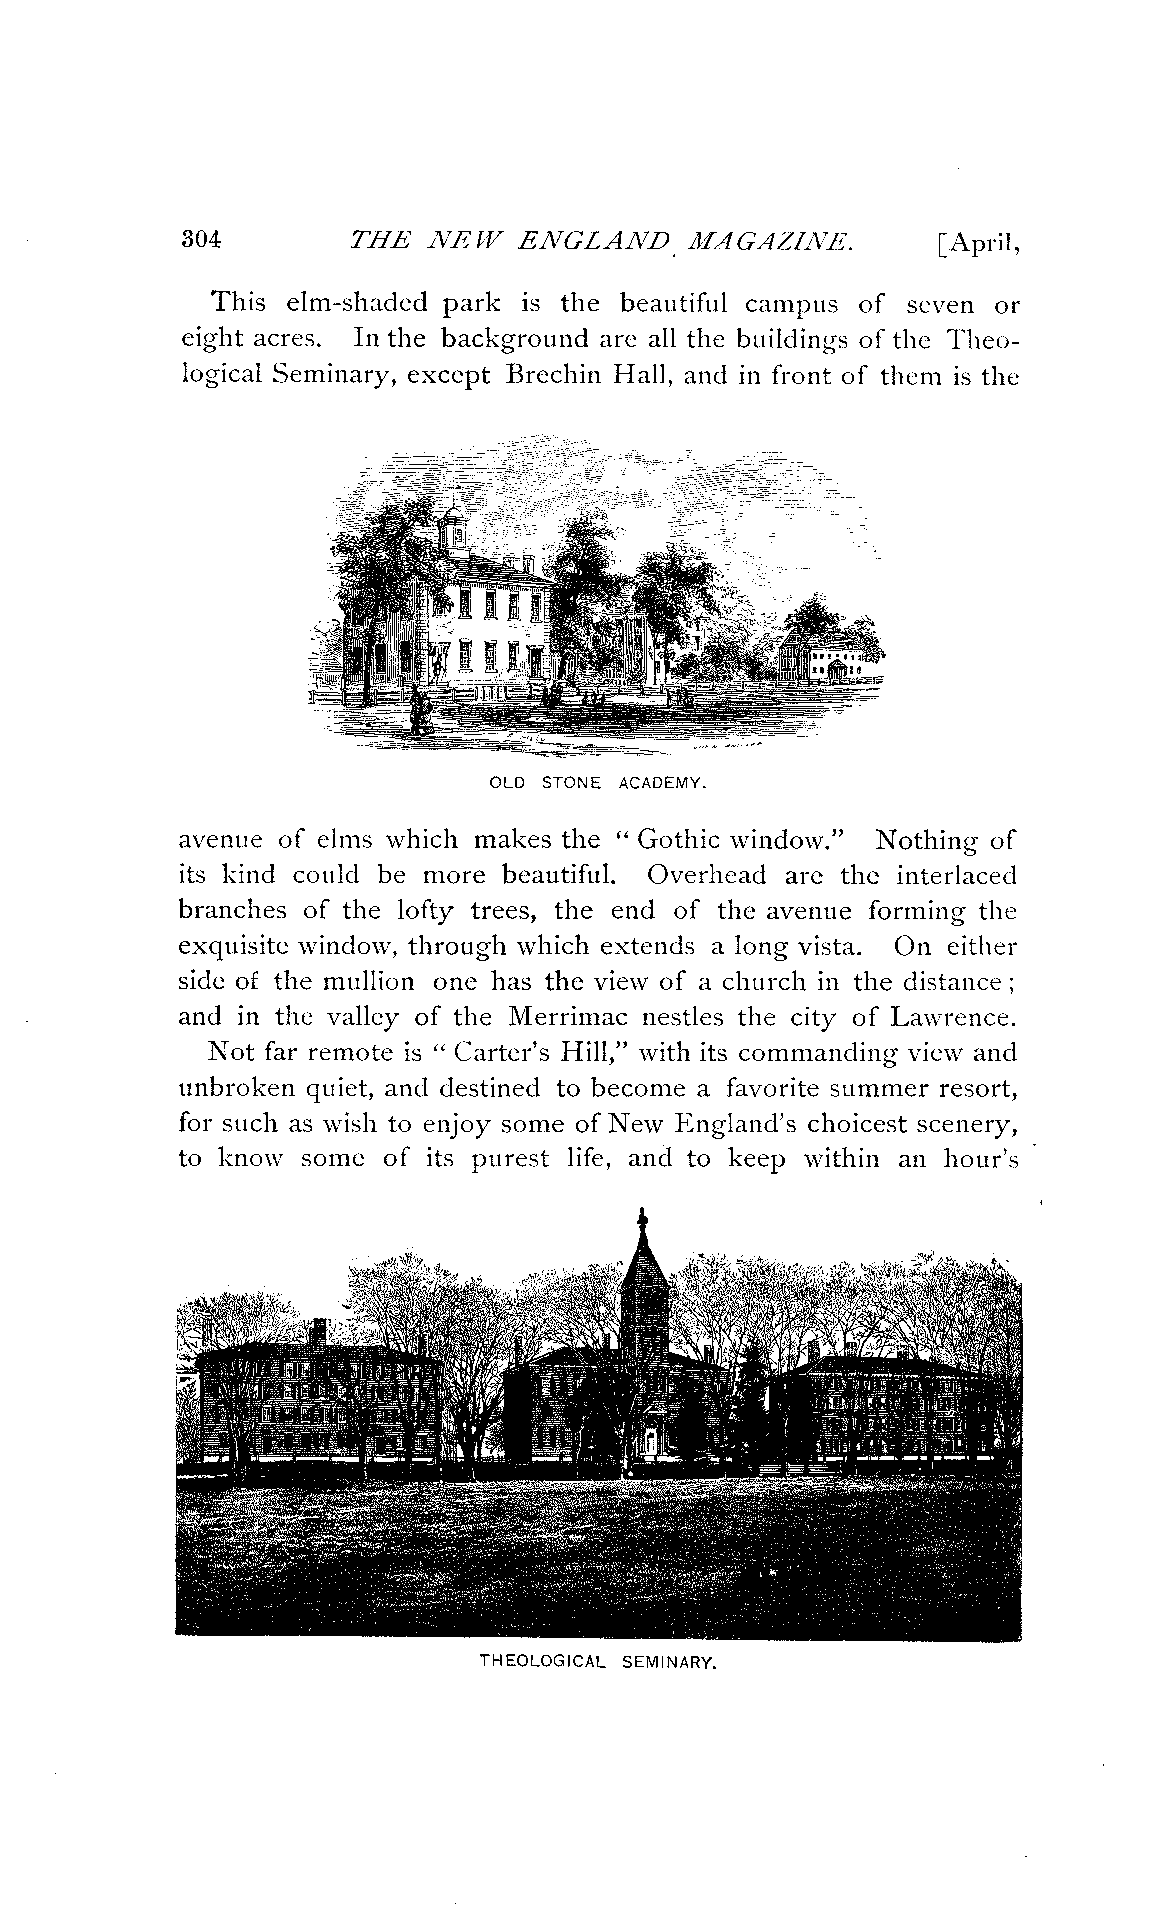 304 THE NEW ENGLAND MAGAZINE. [April,
This elm-shaded park is the beautiful campus of seven or
eight acres. In the background are all the buildings of the Theo-
logical Seminary, except Brechin Hall, and in front of them is the
OLD STONE ACADEMY.
avenue of elms which makes the “ Gothic window.” Nothing of
its kind could be more beautiful. Overhead are the interlaced
branches of the lofty trees, the end of the avenue forming the
exquisite window, through which extends a long vista. On either
side of the mullion one has the view of a church in the distance ;
and in the valley of the Merrimac nestles the city of Lawrence.
Not far remote is “ Carter's Hill,” with its commanding view and
unbroken quiet, and destined to become a favorite summer resort,
for such as wish to enjoy some of New England's choicest scenery,
to know some of its purest life, and to keep within an hour's
THEOLOGICAL SEMINARY.